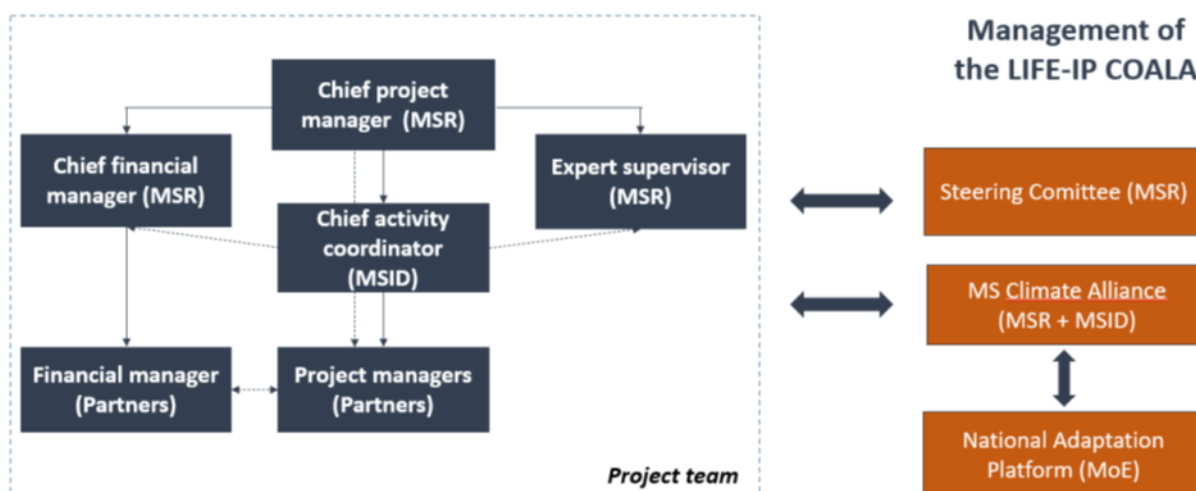 Management of
the LIFE-IP COALA
Chief project
manager (MSR)
Chief financial
manager (MSR)
Expert supervisor
(MSR)
Chief activity
coordinator
(MSID)
Financial manager
(Partners)
Project managers
(Partners)
Project team
Steering Comittee (MSR)
MS Climate Alliance
(MSR + MSID)
National Adaptation
Platform (MoE)